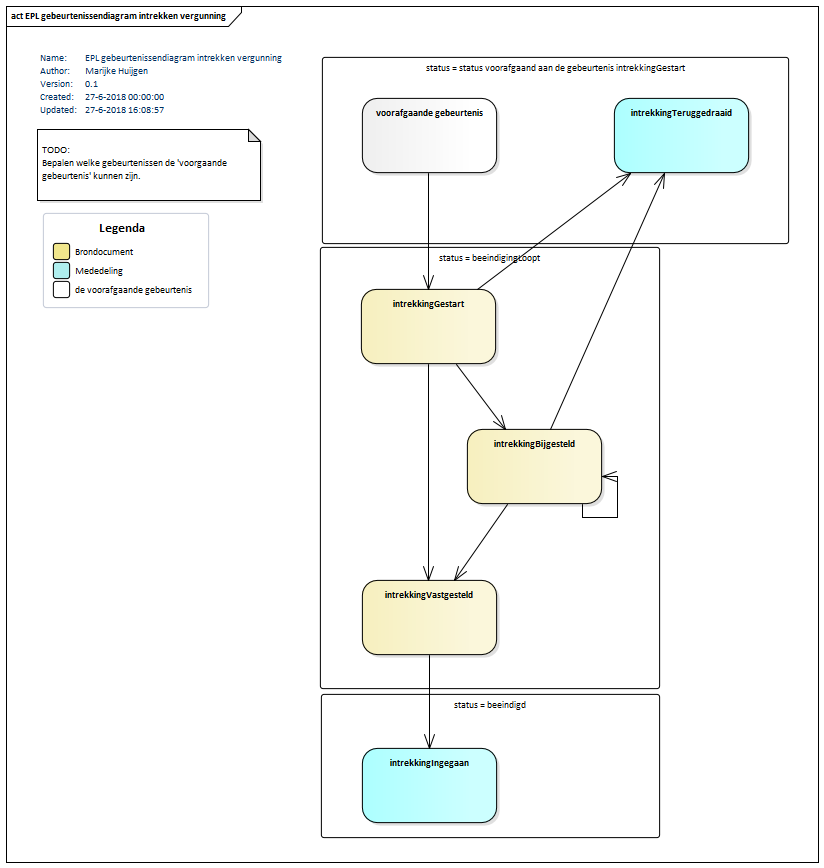 act EPL gebeurtenissendiagram intrekken vergunning
Name: EPL gebeurtenissendiagram intrekken vergunning
Author: Marijke Huijgen
Version: 0.1
Created: 27-6-2018 00:00:00
Updated: 27-6-2018 16:08:57
TODO:
Bepalen welke gebeurtenissen de 'voorgaande
gebeurtenis' kunnen zijn.
Legenda
Brondocument
Mededeling
de voorafgaande gebeurtenis
status = status voorafgaand aan de gebeurtenis intrekkingGestart
voorafgaande gebeurtenis
intrekkingTeruggedraaid
status = beeindigingLoopt
intrekkingGestart
intrekkingBijgesteld
intrekkingVastgesteld
status = beeindigd
intrekkingIngegaan